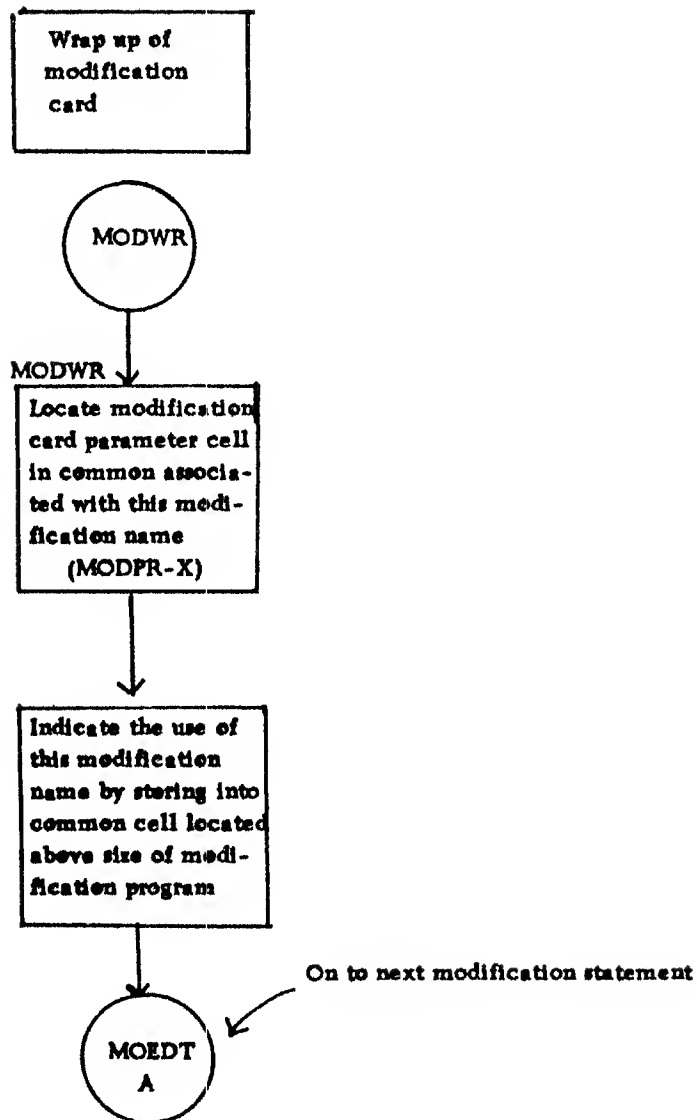 Wrap up of
modification
card
MODWR
MODWR
Locate modification
card parameter cell
in common associa-
ted with this modi-
fication name
(MODPR-X)
Indicate the use of
this modification
name by storing into
common cell located
above size of modi-
fication program
On to next modification statement
MOEDT
A